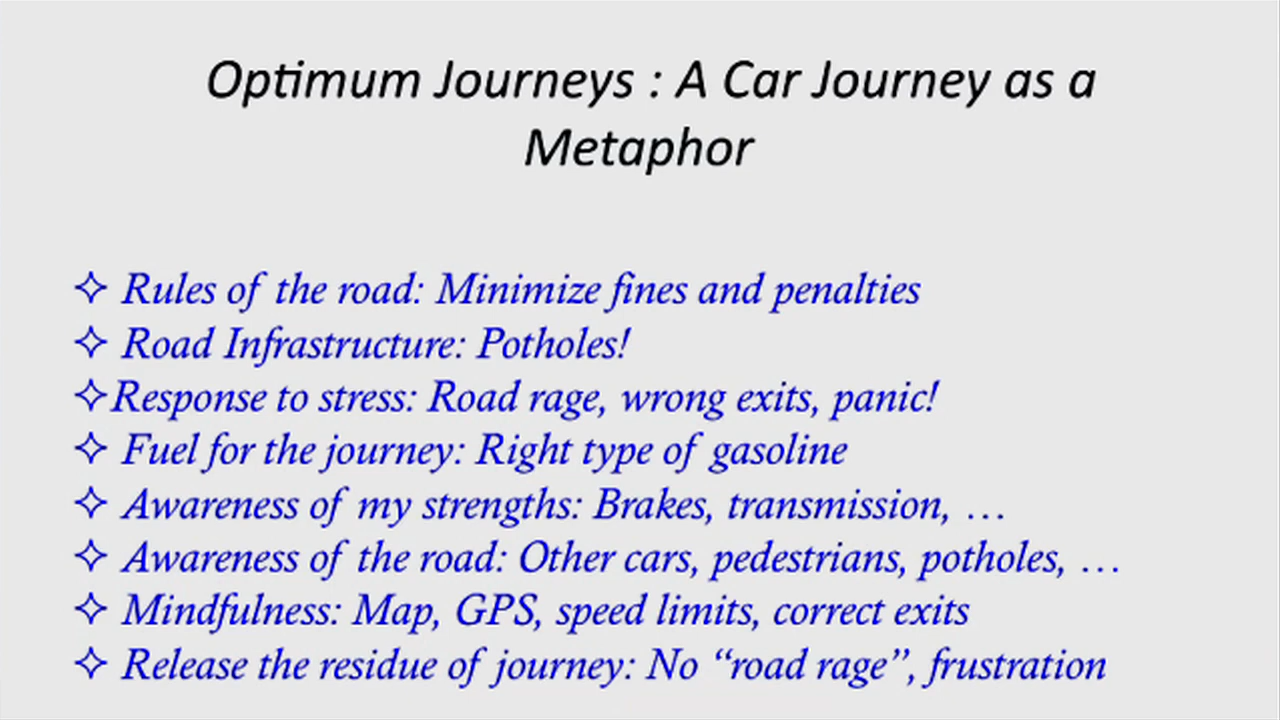 Optimum Journeys : A Car Journey as a
Metaphor
✧ Rules of the road: Minimize fines and penalties
✧ Road Infrastructure: Potholes!
✧Response to stress: Road rage, wrong exits, panic!
✧ Fuel for the journey: Right type of gasoline
✧ Awareness of my strengths: Brakes, transmission, …
✧ Awareness of the road: Other cars, pedestrians, potholes, …
✧ Mindfulness: Map, GPS, speed limits, correct exits
✧ Release the residue of journey: No “road rage”, frustration